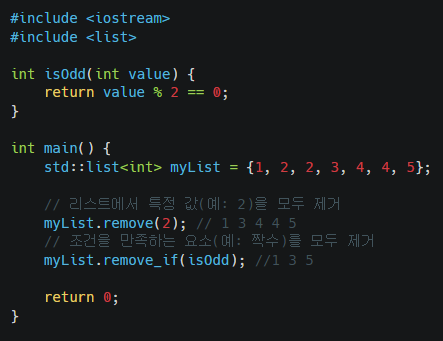 #include <iostream>
#include <list>
int isOdd(int value) {
return value % 2 == 0;
}
int main() {
std::list<int> myList = {1, 2, 2, 3, 4, 4, 5};
// 리스트에서 특정 값(예: 2)을 모두 제거
myList.remove(2); // 1 3 4 4 5
// 조건을 만족하는 요소(예: 짝수)를 모두 제거
myList.remove_if(isOdd); //1 3 5
return 0;
}